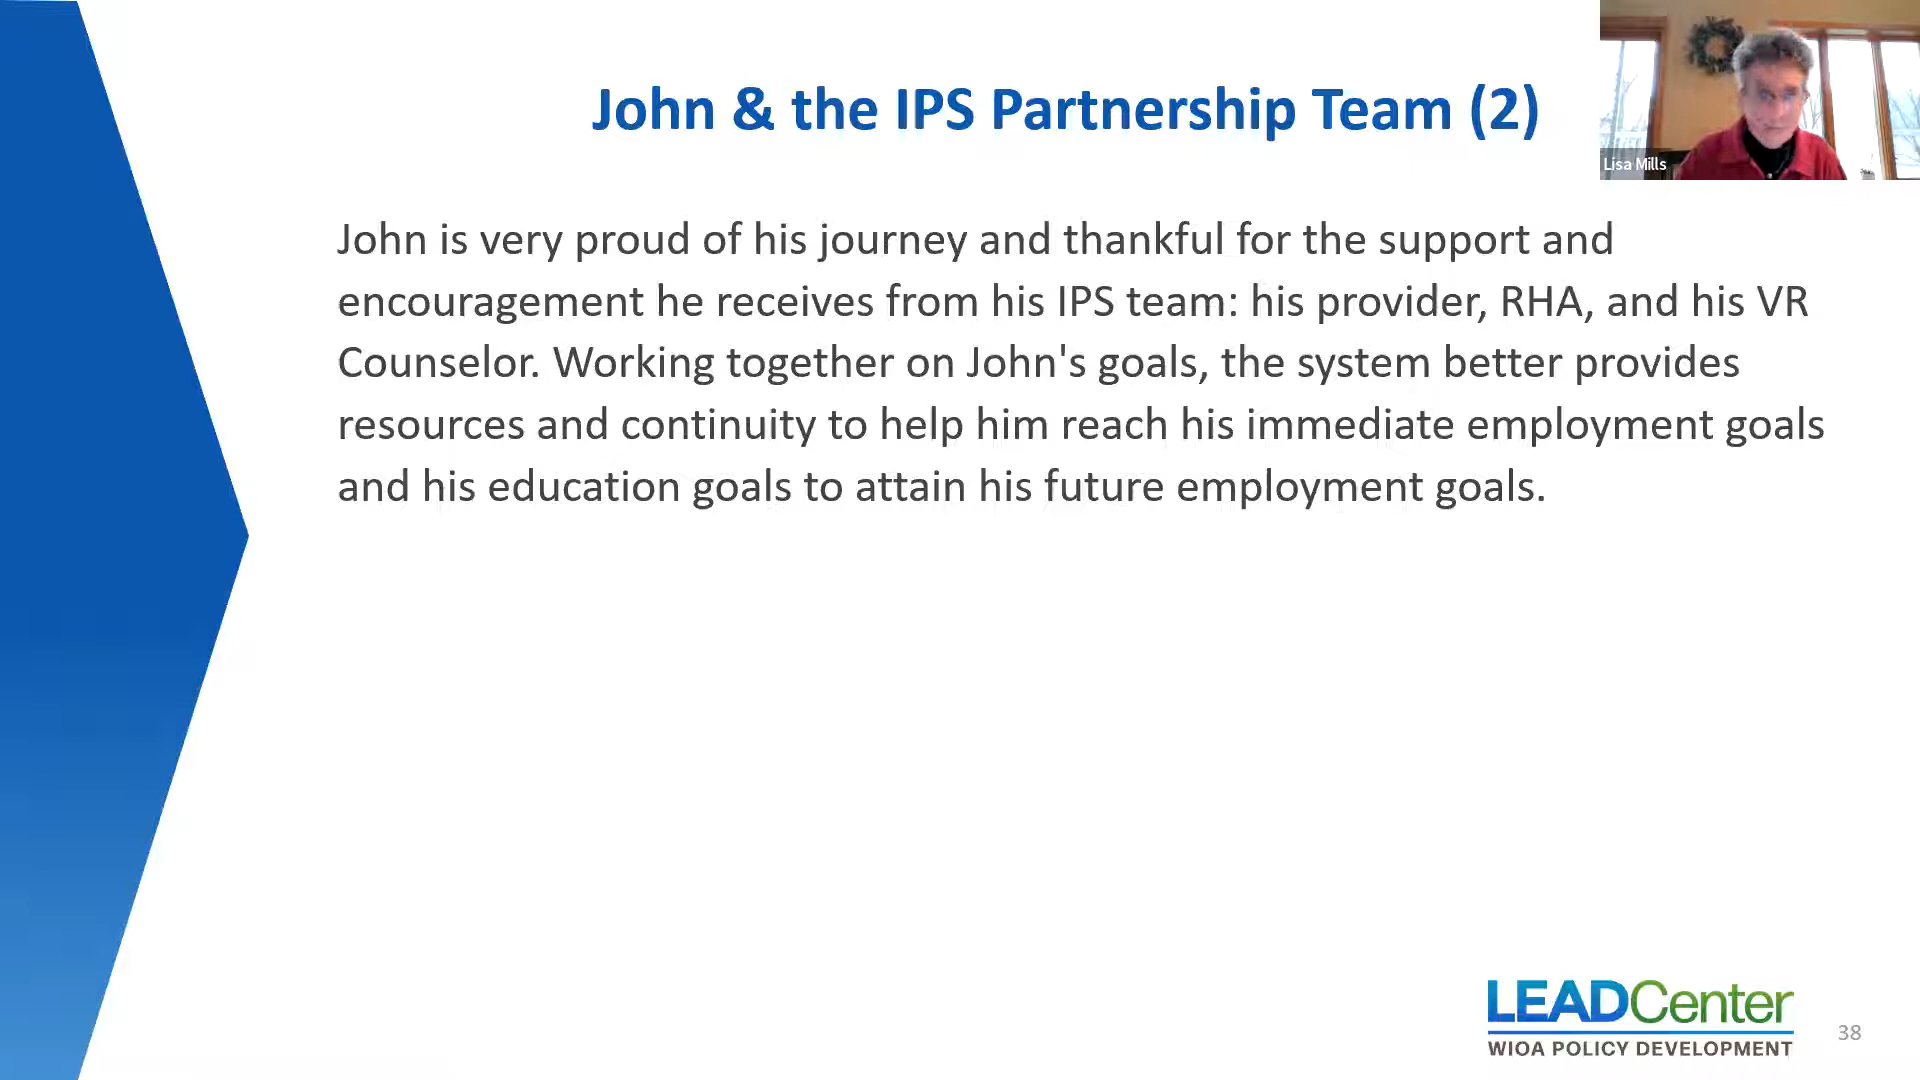 John & the IPS Partnership Team (2)
Lisa Mills
John is very proud of his journey and thankful for the support and
encouragement he receives from his IPS team: his provider, RHA, and his VR
Counselor. Working together on John's goals, the system better provides
resources and continuity to help him reach his immediate employment goals
and his education goals to attain his future employment goals.
LEADCenter
WIOA POLICY DEVELOPMENT
38